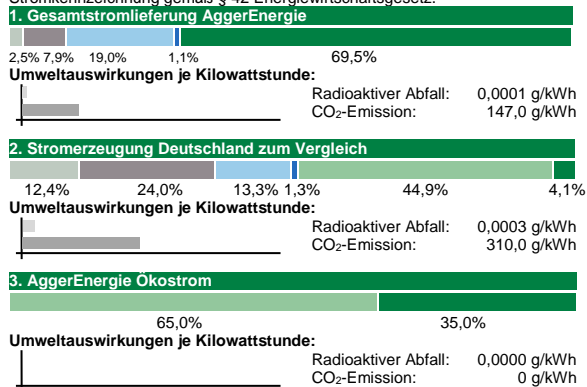 Stromkennzeichnung gemäß § 42 Energiewirtschaftsgesetz:
1. Gesamtstromlieferung AggerEnergie
2,5% 7,9% 19,0% 1,1% 69,5%
Umweltauswirkungen je Kilowattstunde:
Radioaktiver Abfall: 0,0001 g/kWh
CO₂-Emission: 147,0 g/kWh
2. Stromerzeugung Deutschland zum Vergleich
12,4% 24,0% 13,3% 1,3% 44,9% 4,1%
Umweltauswirkungen je Kilowattstunde:
Radioaktiver Abfall: 0,0003 g/kWh
CO₂-Emission: 310,0 g/kWh
3. AggerEnergie Ökostrom
65,0% 35,0%
Umweltauswirkungen je Kilowattstunde:
Radioaktiver Abfall: 0,0000 g/kWh
CO₂-Emission: 0 g/kWh